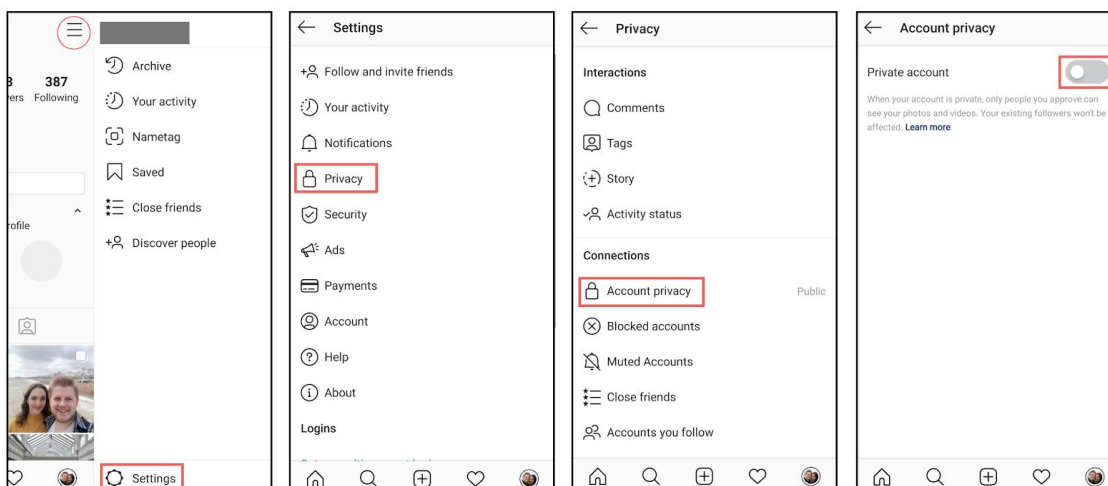 3
387
ers
Following
rofile
Archive
Your activity
Nametag
Saved
Close friends
Discover people
Settings
Settings
Follow and invite friends
Your activity
Notifications
Privacy
Security
Ads
Payments
Account
Help
About
Logins
Privacy
Interactions
Comments
Tags
Story
Activity status
Connections
Account privacy
Public
Blocked accounts
Muted Accounts
Close friends
Accounts you follow
Account privacy
Private account
When your account is private, only people you approve can
see your photos and videos. Your existing followers won't be
affected. Learn more.